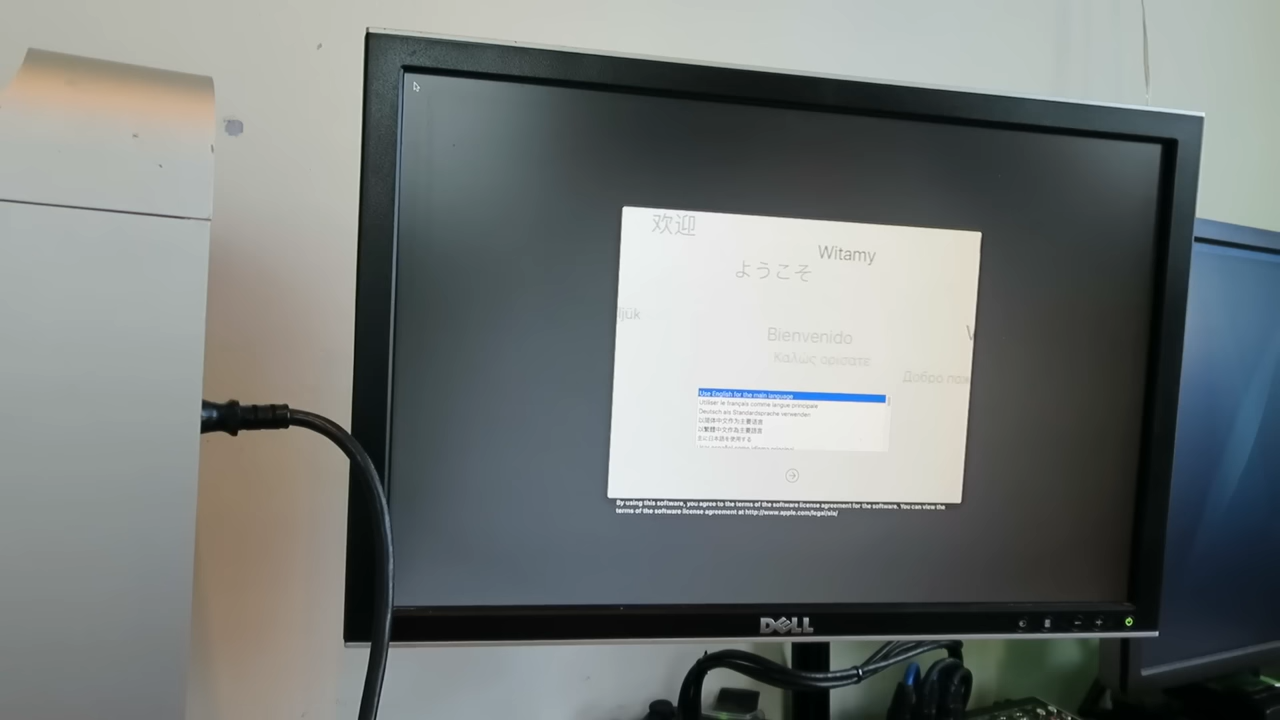 欢迎
Witamy
ようこそ
ljuk
Bienvenido
Καλώς ορίσατε
Добро пож
Use English for the main language
Utiliser le français comme langue principale
Deutsch als Standardsprache verwenden
以简体中文作为主要语言
以繁體中文作為主要語言
主に日本語を使用する
By using this software, you agree to the terms of the software license agreement for the software. You can view the
terms of the software license agreement at http://www.apple.com/legal/sla/
DELL